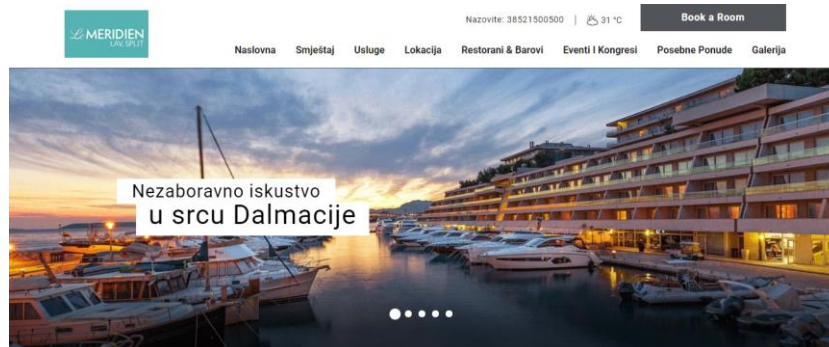 Le MERIDIEN
LAV, SPLIT
Nazovite: 38521500500 | 31 °C
Book a Room
Naslovna Smještaj Usluge Lokacija Restorani & Barovi Eventi I Kongresi Posebne Ponude Galerija
Nezaboravno iskustvo
u srcu Dalmacije